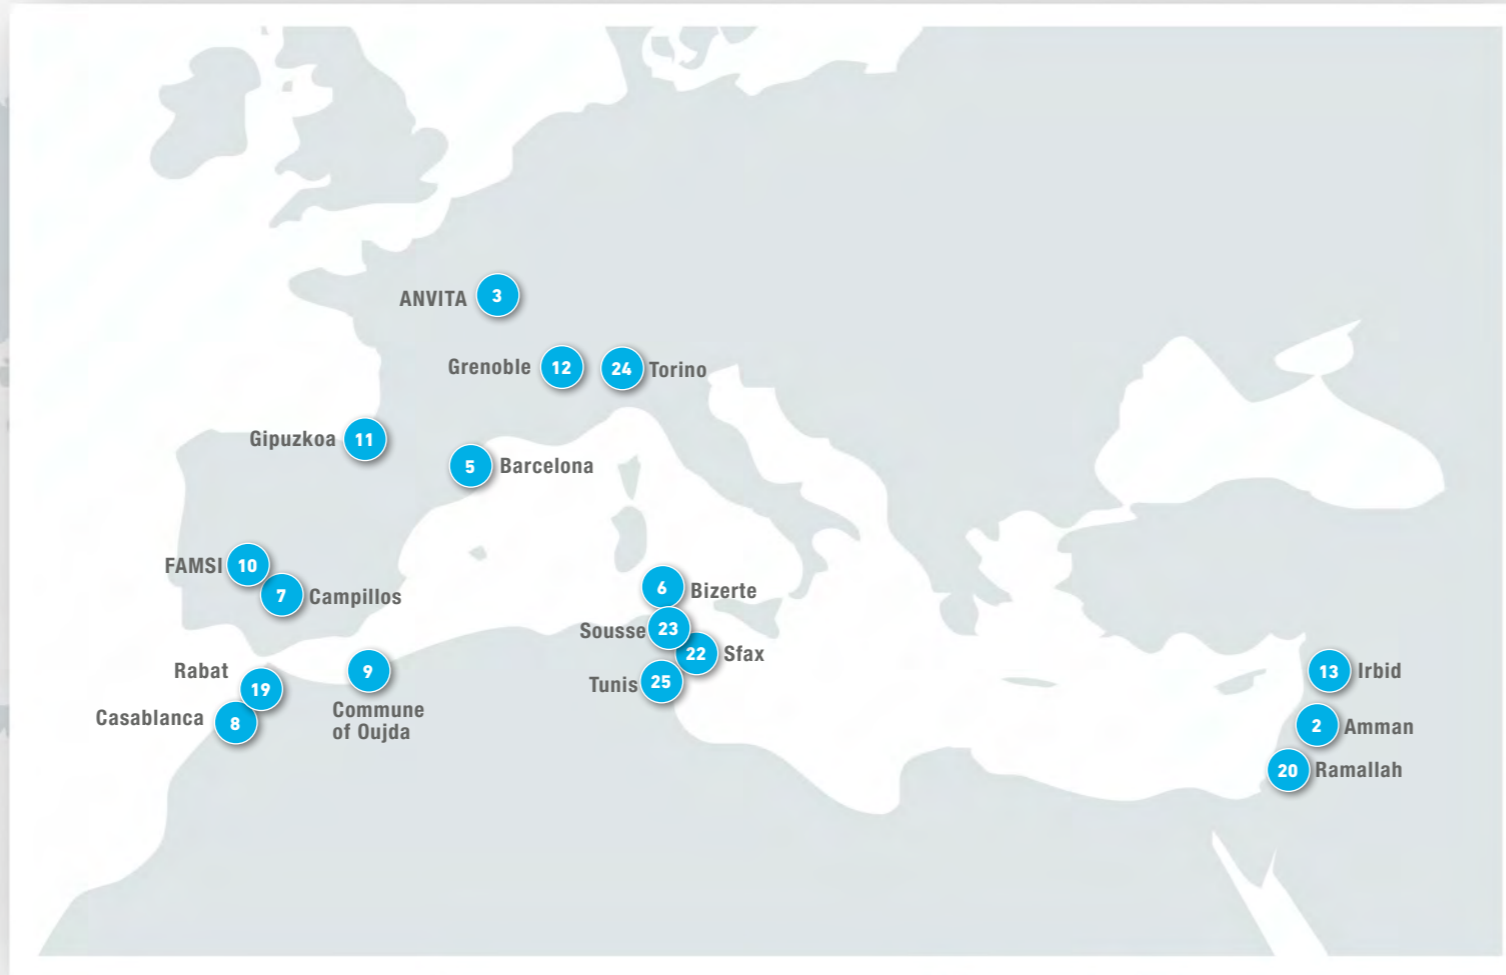 ANVITA 3
Grenoble 12
24 Torino
Gipuzkoa 11
5 Barcelona
FAMSI 10
7 Campillos
6 Bizerte
Sousse 23
22 Sfax
Tunis 25
Rabat 19
9
Commune
of Oujda
Casablanca 8
13 Irbid
2 Amman
20 Ramallah